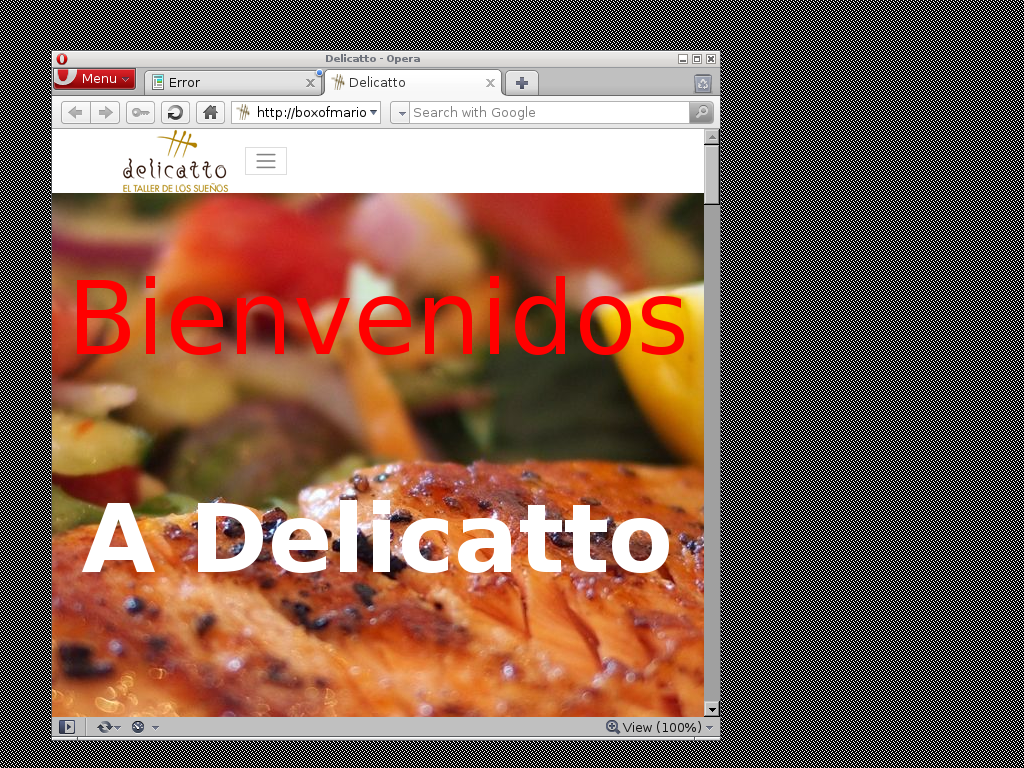 Delicatto - Opera
Menu
Error
Delicatto
http://boxofmario
Search with Google
delicatto
EL TALLER DE LOS SUEÑOS
Bienvenidos
A Delicatto
View (100%)